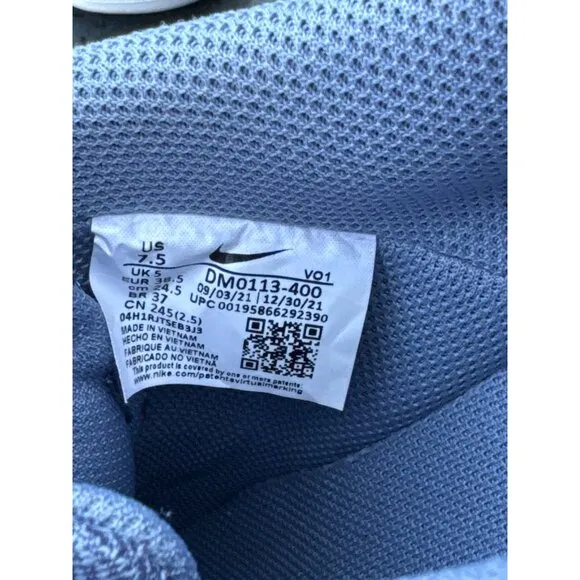 US
7.5
UK 5
EUR 38.5
cm 24.5
BR 37
CN 245(2.5)
V01
DM0113-400
09/03/21 | 12/30/21
UPC 00195866292390
04H1RJTSEB3J3
MADE IN VIETNAM
HECHO EN VIETNAM
FABRIQUE AU VIETNAM
FABRICADO NO VIETNÃ
This product is covered by one or more patents
www.nike.com/patents